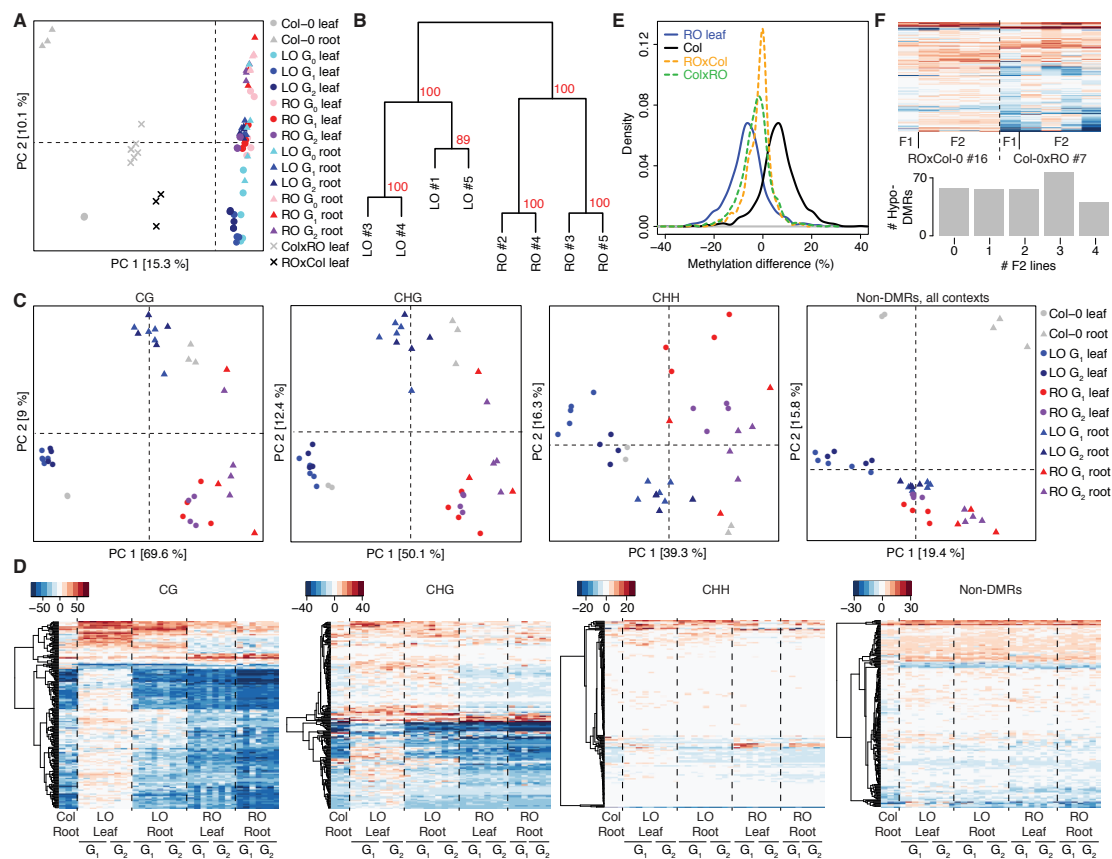 A
PC 2 [10.1 %]
PC 1 [15.3 %]
Col−0 leaf
Col−0 root
LO G0 leaf
LO G1 leaf
LO G2 leaf
RO G0 leaf
RO G1 leaf
RO G2 leaf
LO G0 root
LO G1 root
LO G2 root
RO G0 root
RO G1 root
RO G2 root
ColxRO leaf
ROxCol leaf
B
100
100
89
100
100
100
LO #3
LO #4
LO #1
LO #5
RO #2
RO #4
RO #3
RO #5
E
RO leaf
Col
ROxCol
ColxRO
Density
0.12
0.08
0.04
0.00
−40
−20
0
20
40
Methylation difference (%)
F
F1
F2
F1
F2
ROxCol-0 #16
Col-0xRO #7
# Hypo-
DMRs
70
0
0
1
2
3
4
# F2 lines
C
CG
PC 2 [9 %]
PC 1 [69.6 %]
CHG
PC 2 [12.4 %]
PC 1 [50.1 %]
CHH
PC 2 [16.3 %]
PC 1 [39.3 %]
Non-DMRs, all contexts
PC 2 [15.8 %]
PC 1 [19.4 %]
Col−0 leaf
Col−0 root
LO G1 leaf
LO G2 leaf
RO G1 leaf
RO G2 leaf
LO G1 root
LO G2 root
RO G1 root
RO G2 root
D
CG
−50 0 50
Col
Root
LO
Leaf
LO
Root
RO
Leaf
RO
Root
G1 G2 G1 G2 G1 G2 G1 G2
CHG
−40 0 40
Col
Root
LO
Leaf
LO
Root
RO
Leaf
RO
Root
G1 G2 G1 G2 G1 G2 G1 G2
CHH
−20 0 20
Col
Root
LO
Leaf
LO
Root
RO
Leaf
RO
Root
G1 G2 G1 G2 G1 G2 G1 G2
Non-DMRs
−30 0 30
Col
Root
LO
Leaf
LO
Root
RO
Leaf
RO
Root
G1 G2 G1 G2 G1 G2 G1 G2